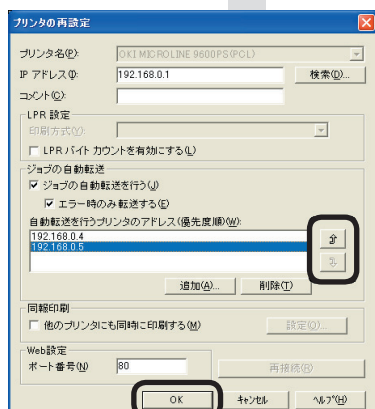 プリンタの再設定
プリンタ名(P): OKI MICROLINE 9600PS(PCL)
IP アドレス(I): 192.168.0.1 検索(D)...
コメント(C):
LPR 設定
印刷方式(Y):
LPR バイト カウントを有効にする(L)
ジョブの自動転送
ジョブの自動転送を行う(J)
エラー時のみ転送する(E)
自動転送を行うプリンタのアドレス(優先度順)(W):
192.168.0.4
192.168.0.5
追加(A)... 削除(T)
同報印刷
他のプリンタにも同時に印刷する(M) 設定(O)...
Web設定
ポート番号(N) 80 再接続(R)
OK キャンセル ヘルプ(H)